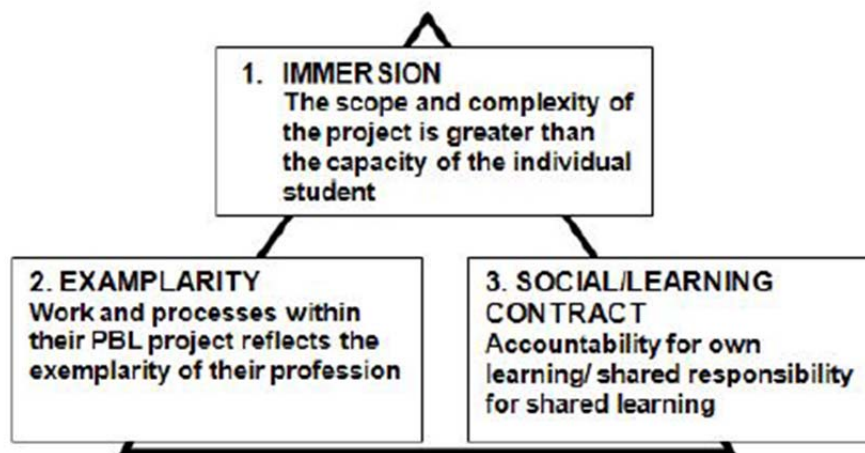 1. IMMERSION
The scope and complexity of
the project is greater than
the capacity of the individual
student
2. EXAMPLARITY
Work and processes within
their PBL project reflects the
exemplarity of their profession
3. SOCIAL/LEARNING
CONTRACT
Accountability for own
learning/ shared responsibility
for shared learning